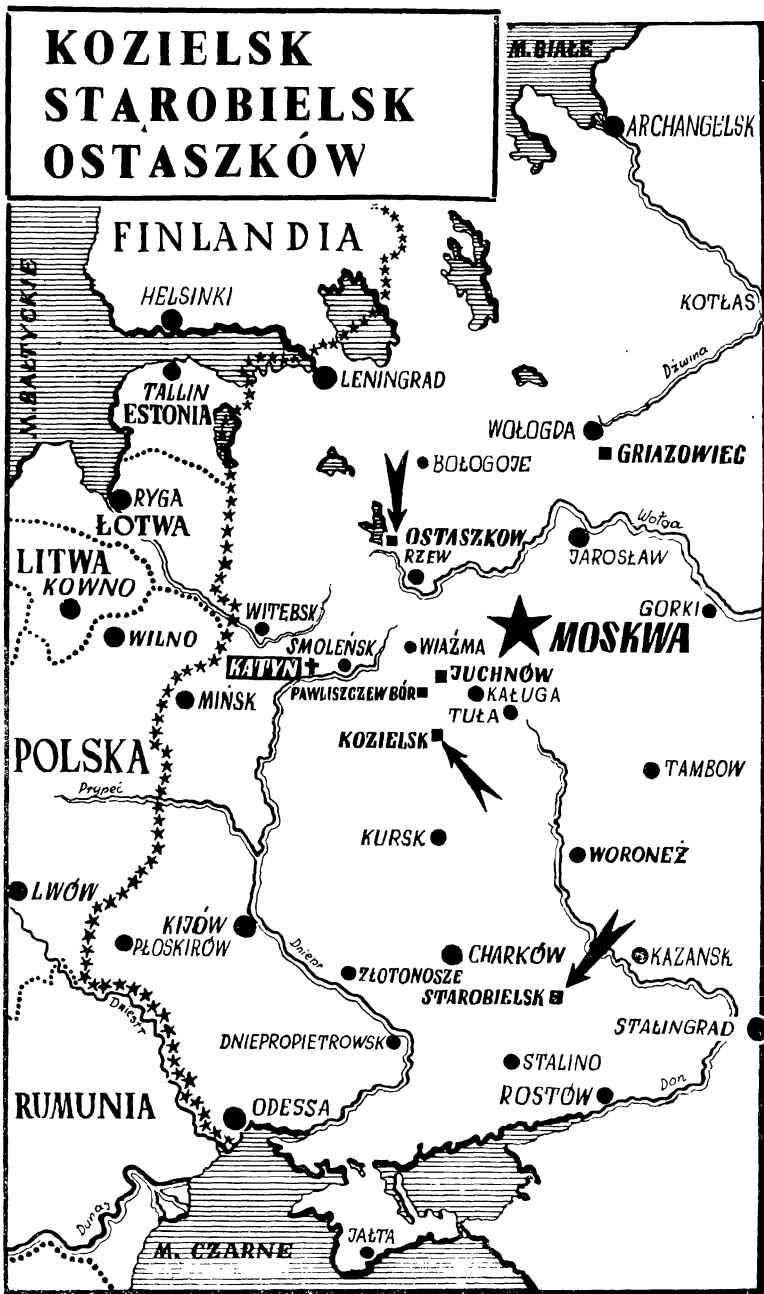 KOZIELSK
STAROBIELSK
OSTASZKÓW
M. BIAŁE
ARCHANGELSK
FINLANDIA
M. BAŁTYCKIE
HELSINKI
KOTŁAS
Dźwina
TALLIN
ESTONIA
LENINGRAD
WOŁOGDA
GRIAZOWIEC
BOŁOGOJE
RYGA
ŁOTWA
OSTASZKOW
RZEW
Wołga
JAROSŁAW
LITWA
KOWNO
WITEBSK
GORKI
WILNO
SMOLEŃSK
WIAŹMA
MOSKWA
KATYN
JUCHNÓW
PAWLISZCZEW BÓR
KAŁUGA
MIŃSK
TUŁA
KOZIELSK
POLSKA
TAMBOW
Prypeć
KURSK
WORONEŻ
LWÓW
KIJÓW
PŁOSKIRÓW
Dniepr
CHARKÓW
KAZAŃSK
ZŁOTONOSZE
STAROBIELSK
Dniestr
STALINGRAD
DNIEPROPIETROWSK
STALINO
RUMUNIA
ODESSA
ROSTÓW
Don
Dunaj
JAŁTA
M. CZARNE